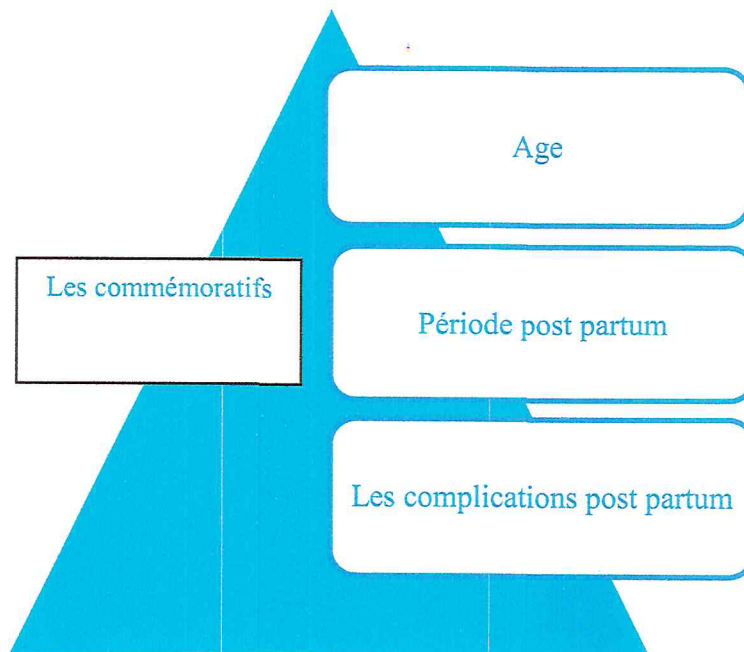 Age
Les commémoratifs
Période post partum
Les complications post partum